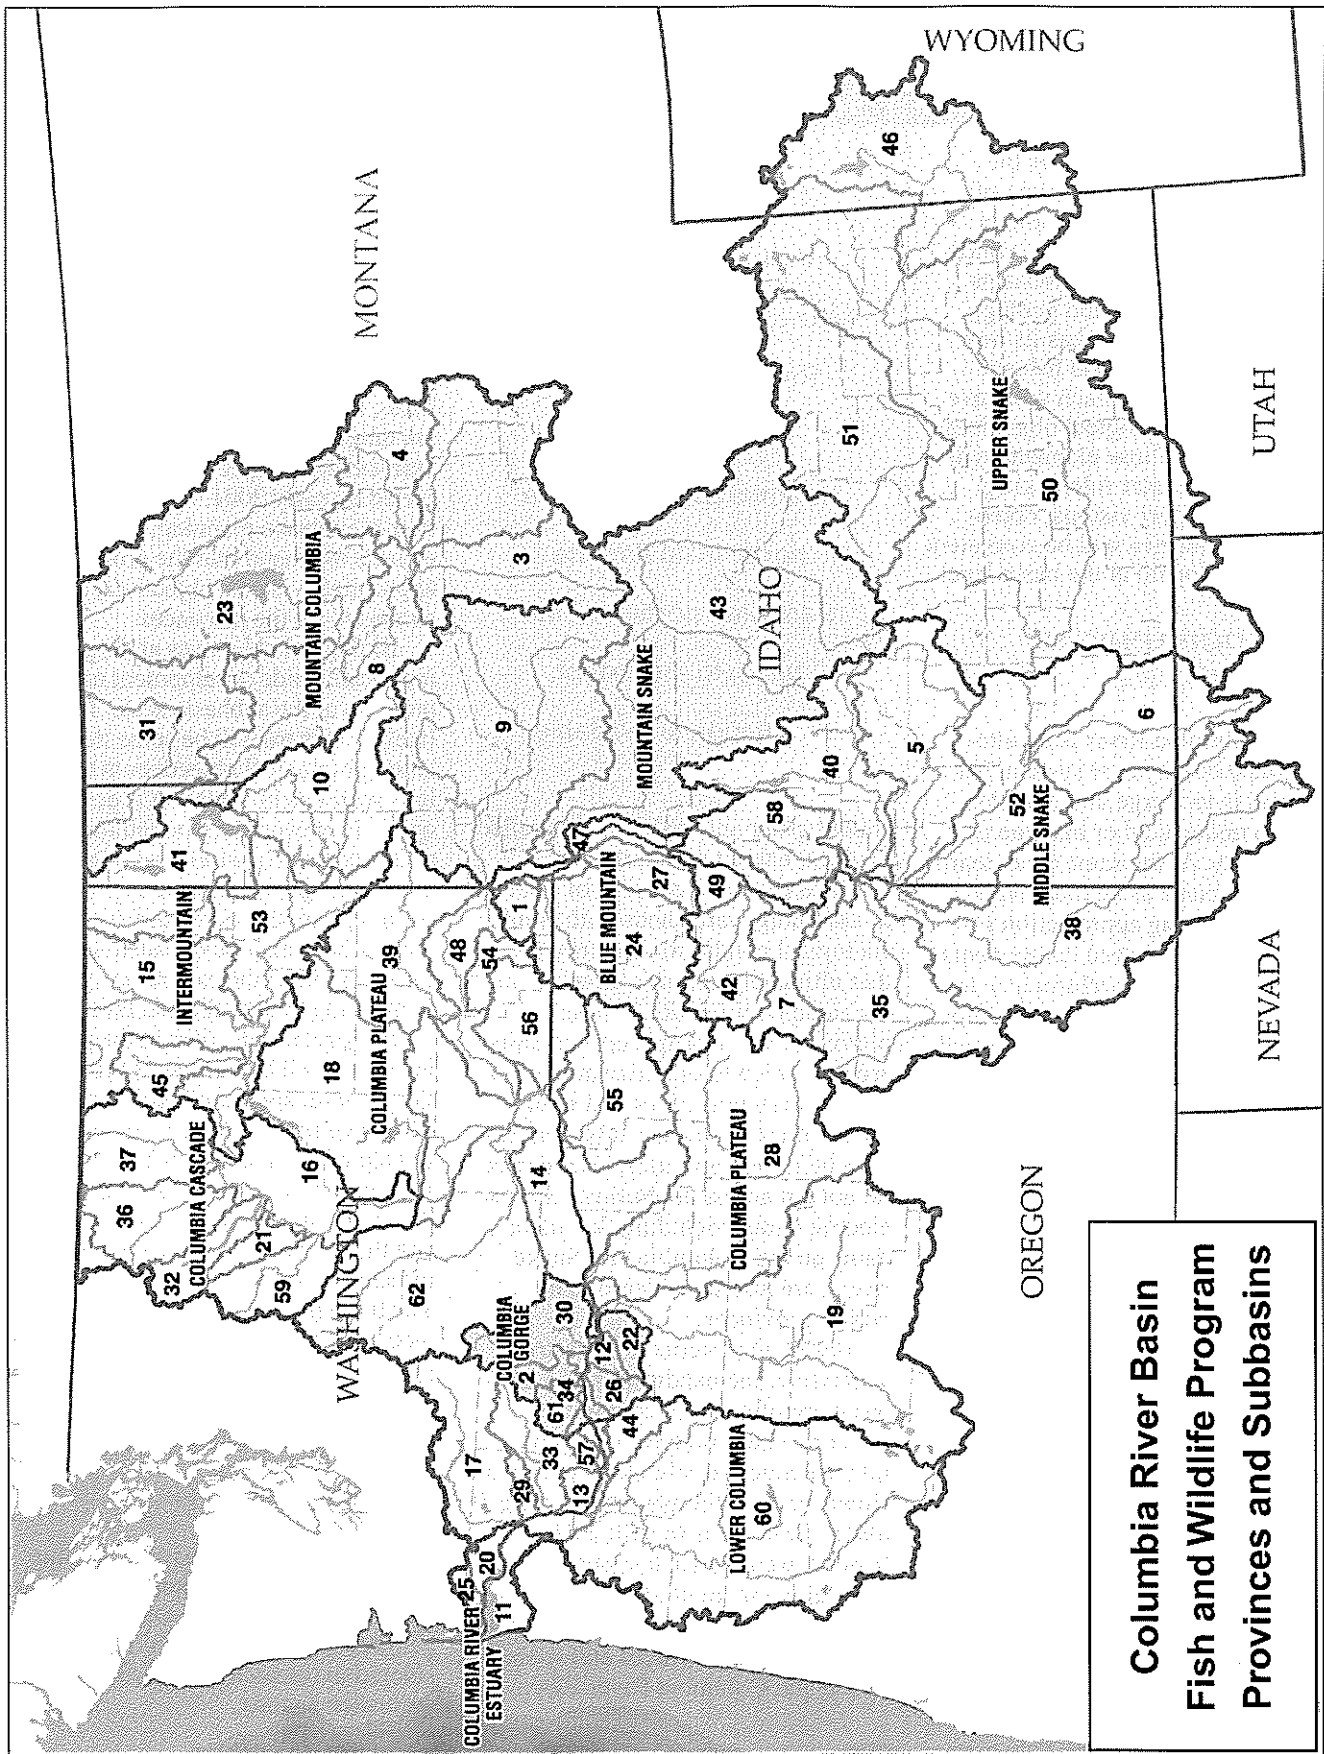 WASHINGTON
MONTANA
IDAHO
WYOMING
OREGON
NEVADA
UTAH
COLUMBIA CASCADE
INTERMOUNTAIN
MOUNTAIN COLUMBIA
COLUMBIA PLATEAU
COLUMBIA RIVER
ESTUARY
COLUMBIA
GORGE
LOWER COLUMBIA
COLUMBIA PLATEAU
BLUE MOUNTAIN
MOUNTAIN SNAKE
MIDDLE SNAKE
UPPER SNAKE
32
36
37
45
15
41
31
23
21
59
16
53
10
8
4
18
62
39
48
54
1
9
3
17
25
20
11
29
33
13
57
2
61
34
30
12
26
22
44
14
56
55
24
27
47
43
60
19
28
42
49
7
58
40
35
5
51
46
38
52
6
50
Columbia River Basin
Fish and Wildlife Program
Provinces and Subbasins